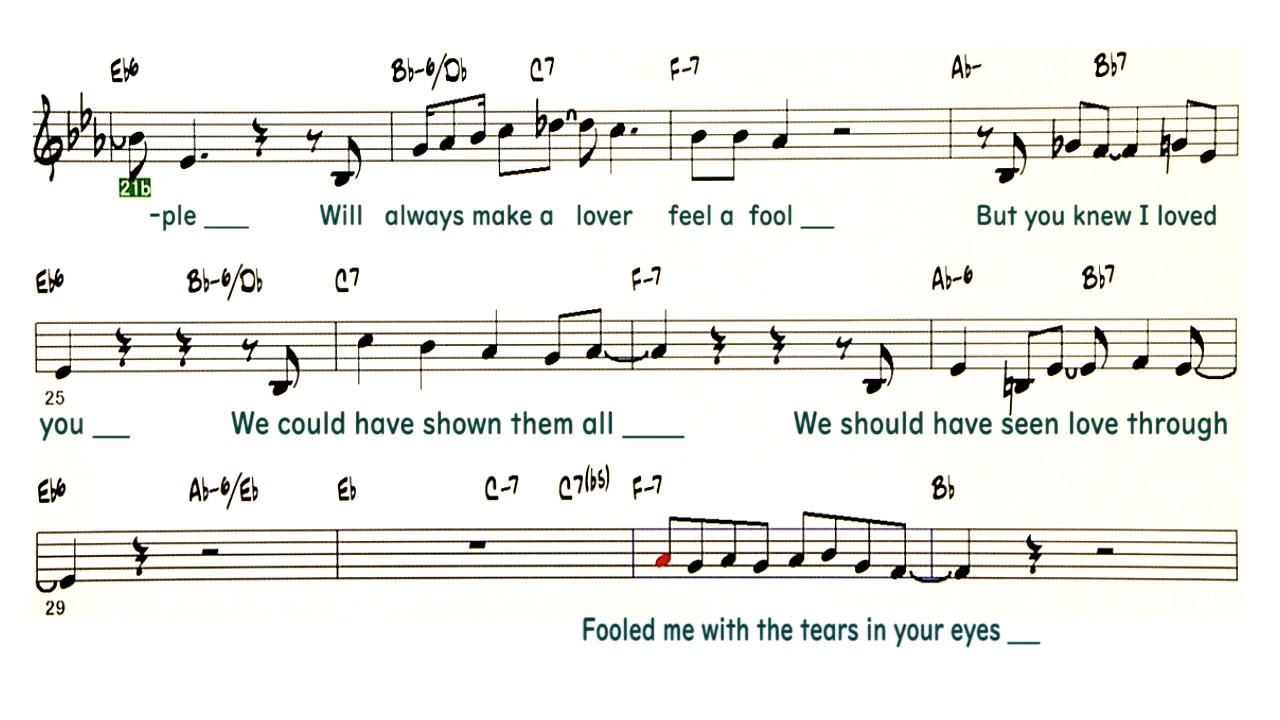 Eb6 Bb-6/Db C7 F-7 Ab- Bb7
21b
-ple ___ Will always make a lover feel a fool __ But you knew I loved
Eb6 Bb-6/Db C7 F-7 Ab-6 Bb7
25
you __ We could have shown them all ____ We should have seen love through
Eb6 Ab-6/Eb Eb C-7 C7(b5) F-7 Bb
29
Fooled me with the tears in your eyes __